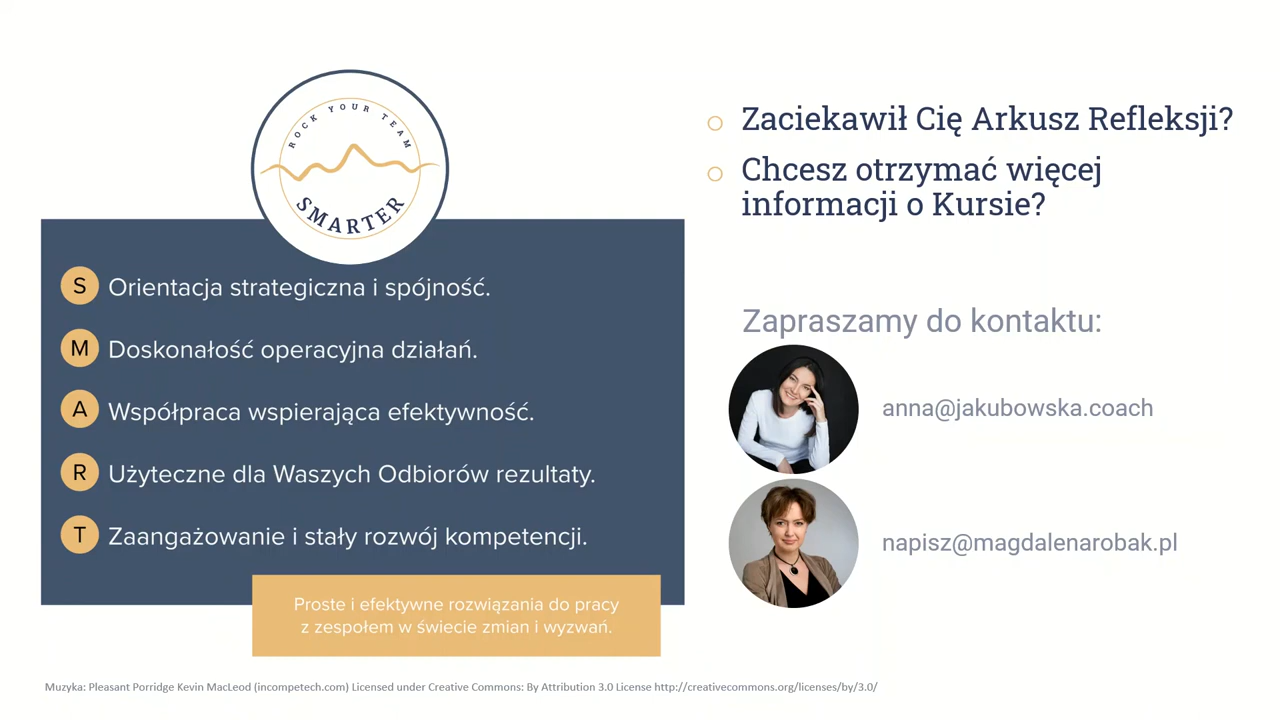 ROCK YOUR TEAM
SMARTER
S Orientacja strategiczna i spójność.
M Doskonałość operacyjna działań.
A Współpraca wspierająca efektywność.
R Użyteczne dla Waszych Odbiorów rezultaty.
T Zaangażowanie i stały rozwój kompetencji.
Proste i efektywne rozwiązania do pracy
z zespołem w świecie zmian i wyzwań.
Zaciekawił Cię Arkusz Refleksji?
Chcesz otrzymać więcej
informacji o Kursie?
Zapraszamy do kontaktu:
anna@jakubowska.coach
napisz@magdalenarobak.pl
Muzyka: Pleasant Porridge Kevin MacLeod (incompetech.com) Licensed under Creative Commons: By Attribution 3.0 License http://creativecommons.org/licenses/by/3.0/